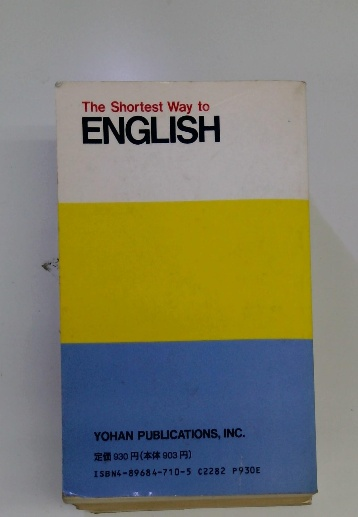 The Shortest Way to
ENGLISH
YOHAN PUBLICATIONS, INC.
定価 930 円(本体 903 円)
ISBN4-89684-710-5 C2282 P930E